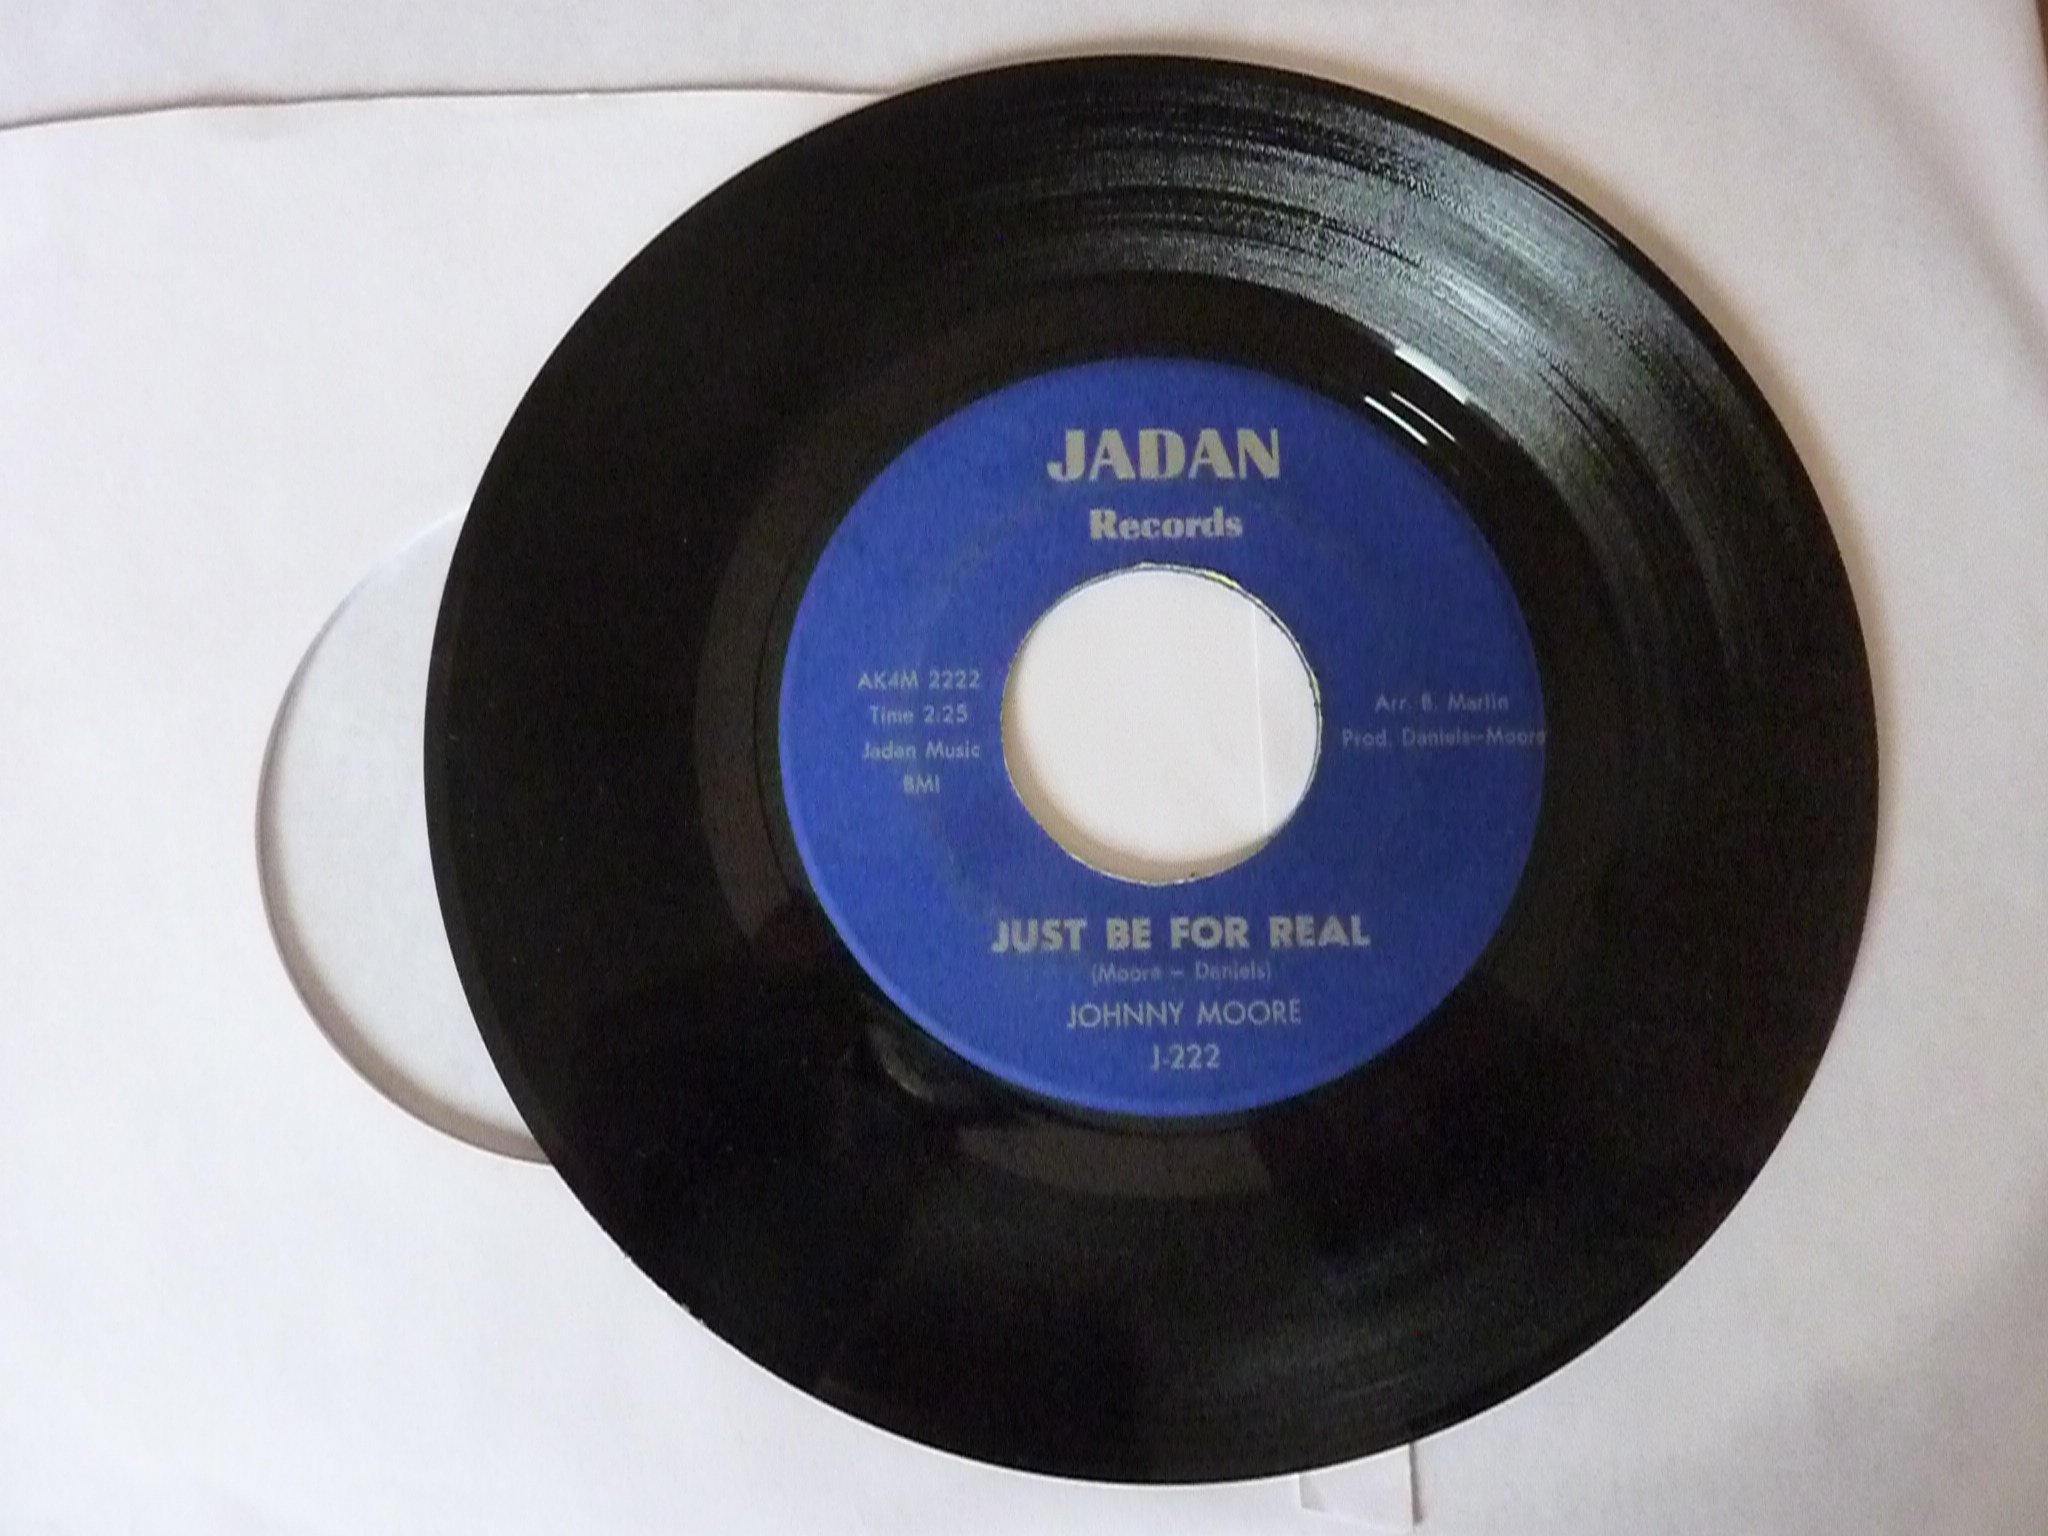 JADAN
Records
AK4M 2222
Time 2:25
Jadan Music
BMI
Arr. B. Martin
Prod. Daniels-Moore
JUST BE FOR REAL
(Moore - Daniels)
JOHNNY MOORE
J-222